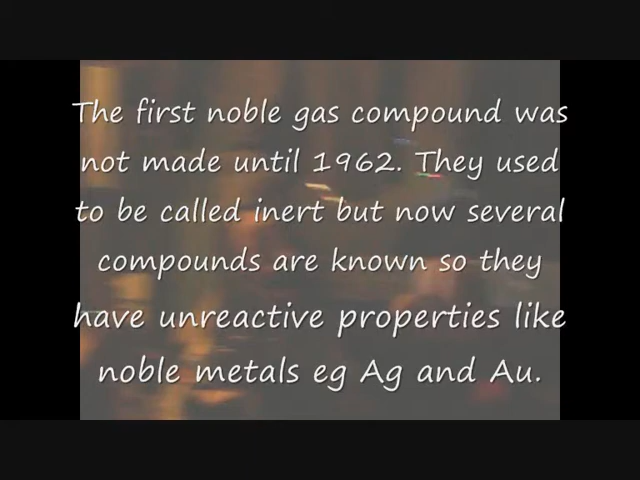 The first noble gas compound was
not made until 1962. They used
to be called inert but now several
compounds are known so they
have unreactive properties like
noble metals eg Ag and Au.